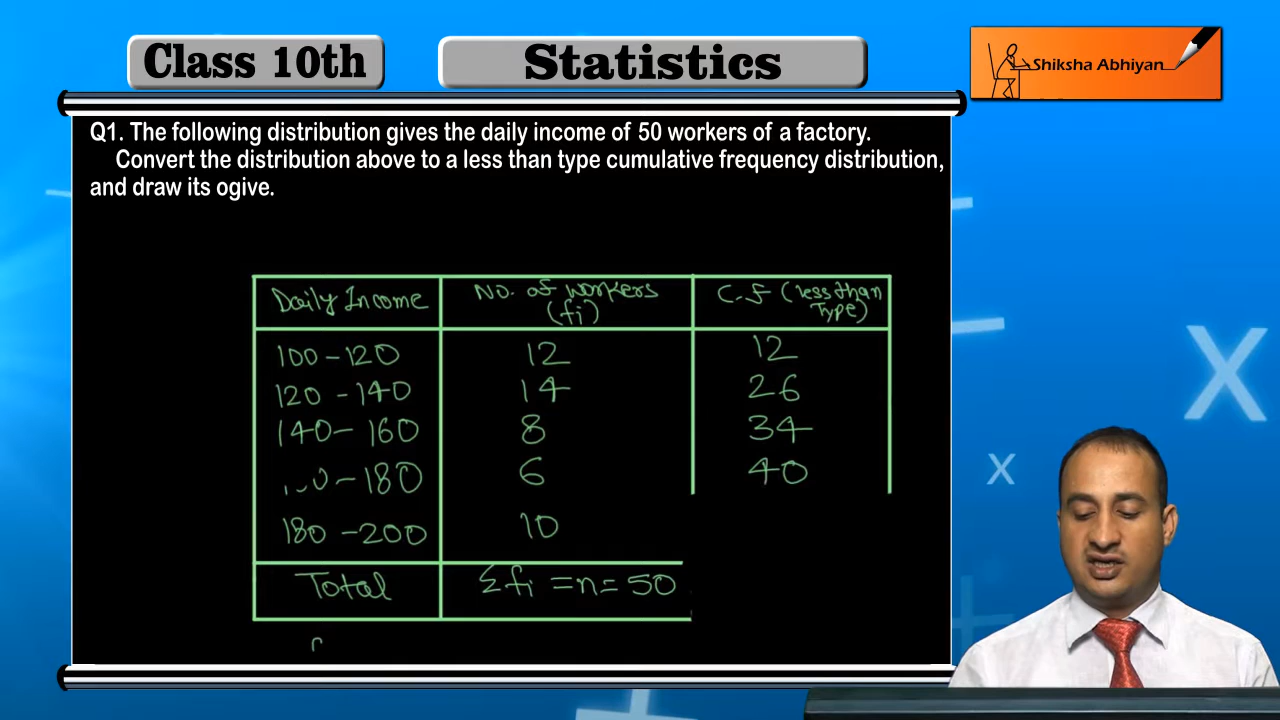 Class 10th
Statistics
Shiksha Abhiyan
Q1. The following distribution gives the daily income of 50 workers of a factory.
Convert the distribution above to a less than type cumulative frequency distribution,
and draw its ogive.
Daily Income No. of workers (fi) C.f (less than Type)
100-120 12 12
120-140 14 26
140-160 8 34
-180 6 40
180-200 10
Total Σfi = n = 50
x
x